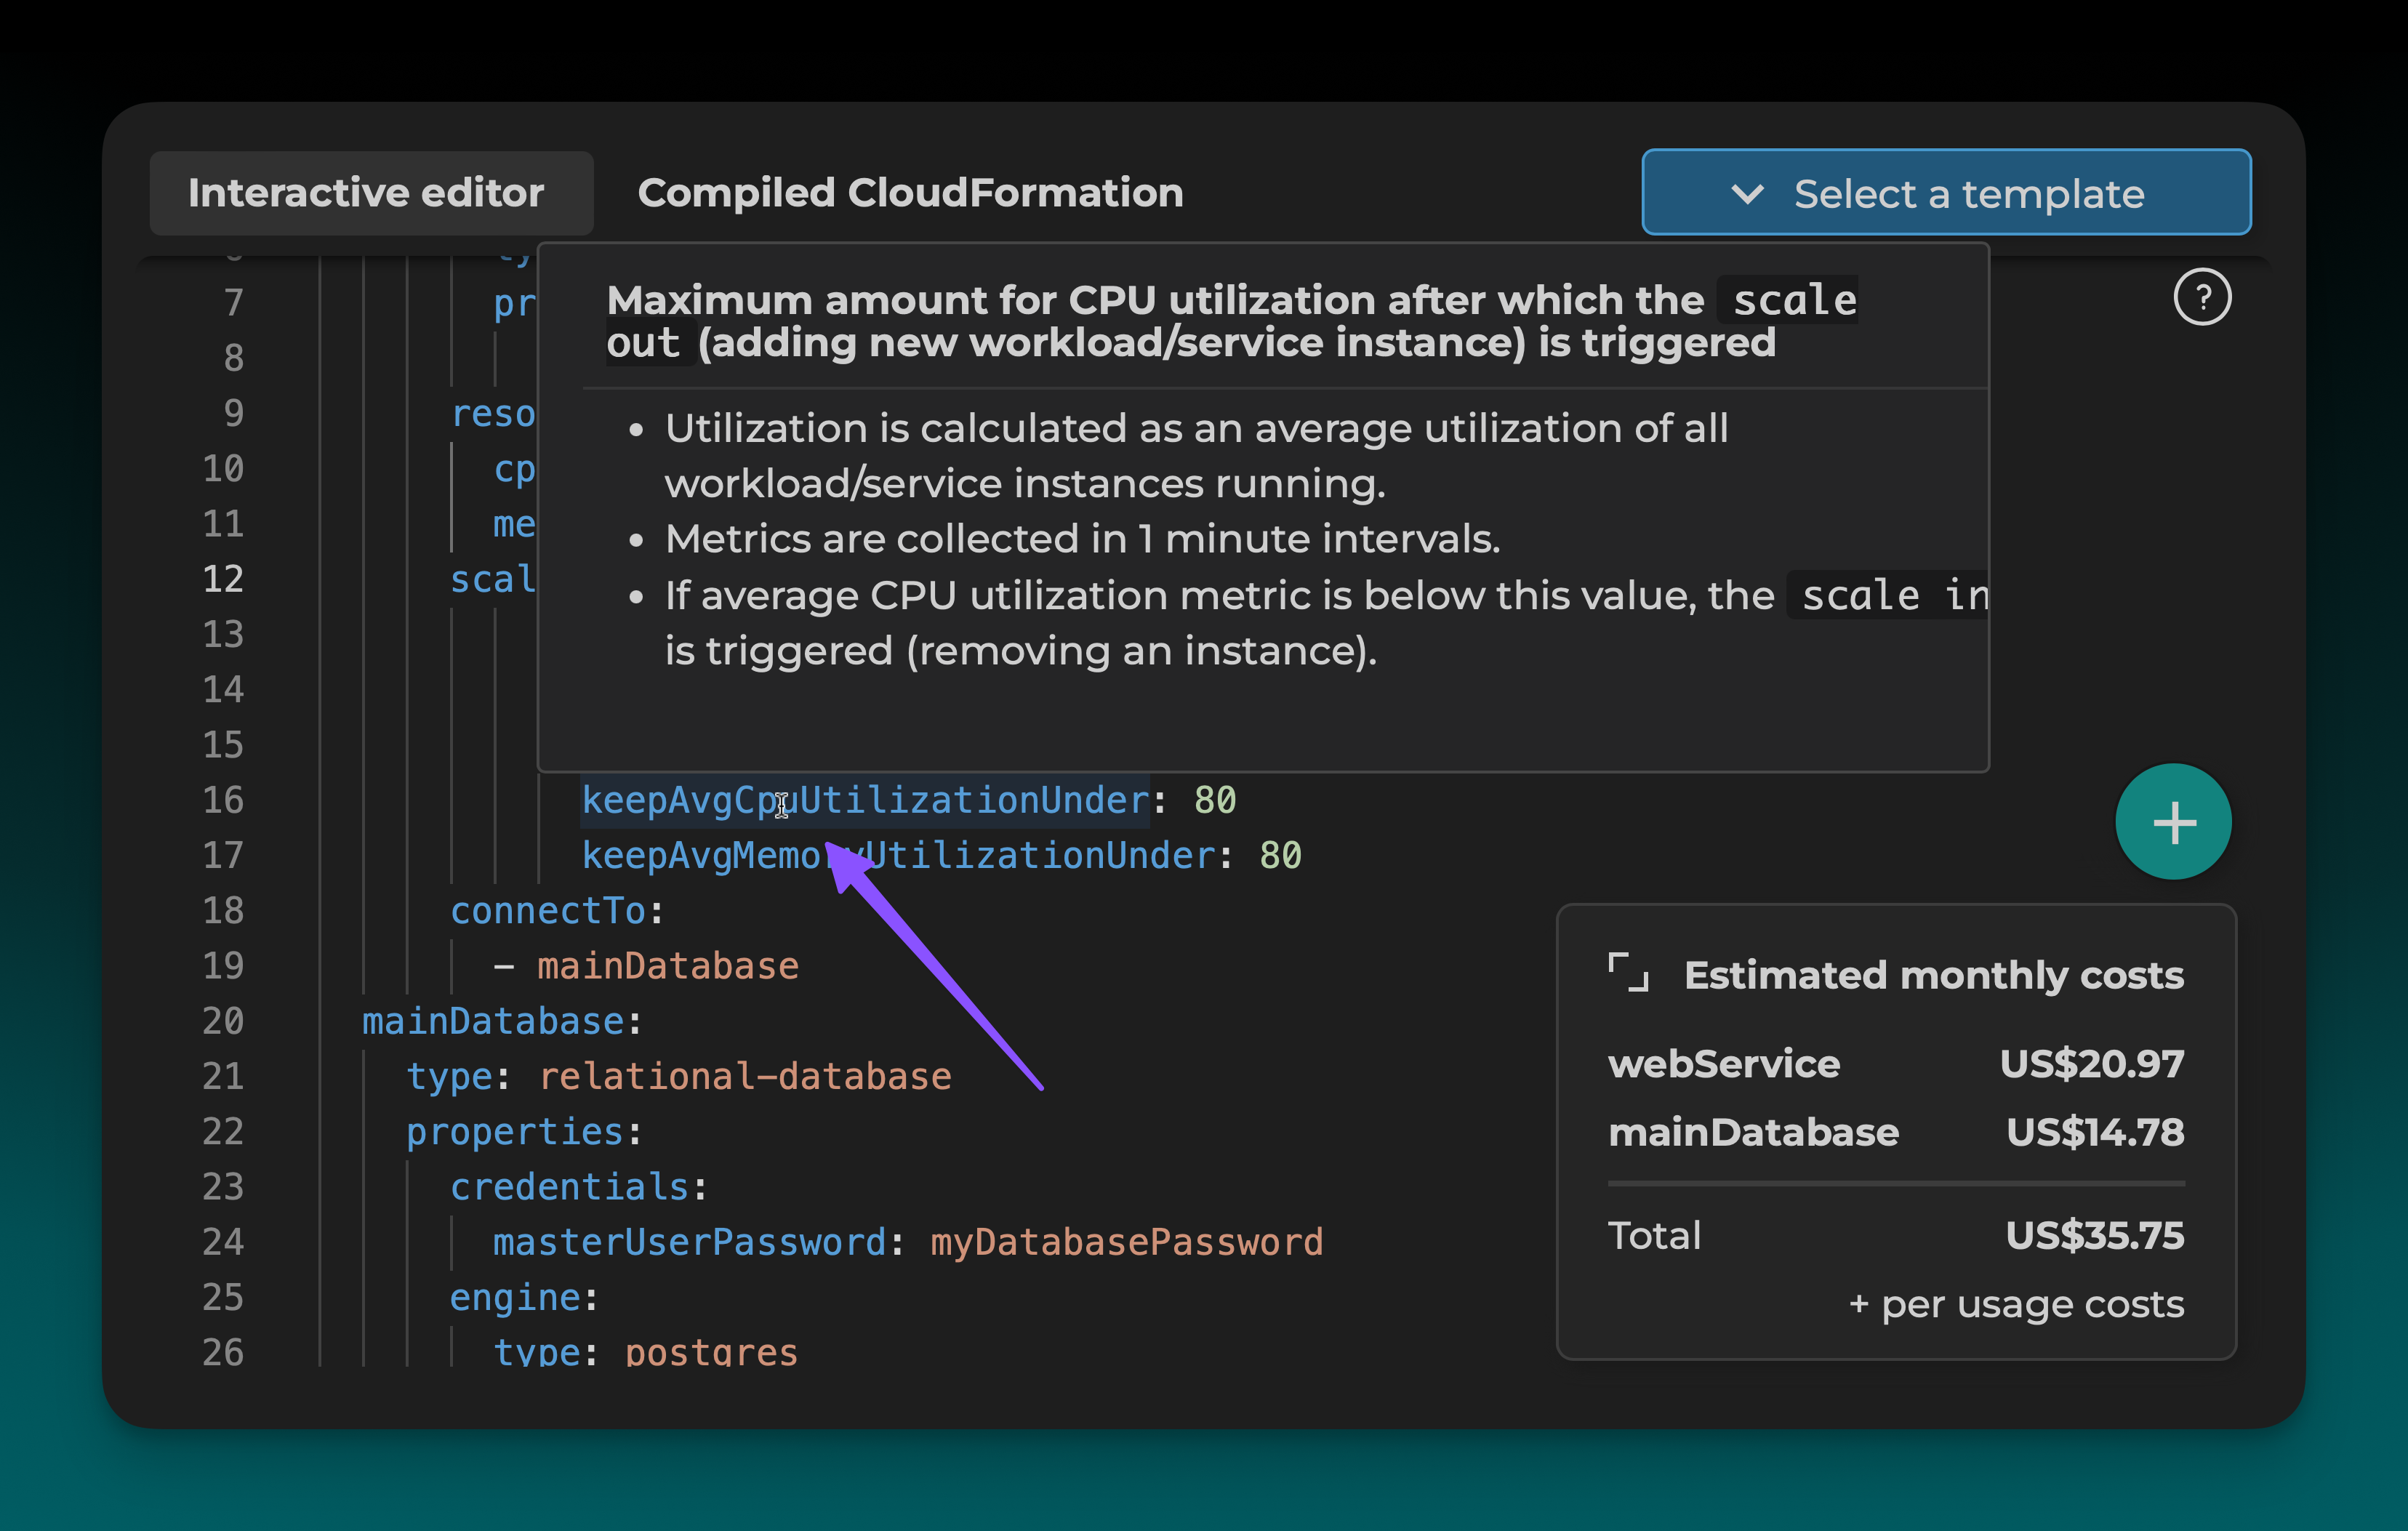 Interactive editor
Compiled CloudFormation
Select a template
Maximum amount for CPU utilization after which the scale
out (adding new workload/service instance) is triggered
• Utilization is calculated as an average utilization of all
workload/service instances running.
• Metrics are collected in 1 minute intervals.
• If average CPU utilization metric is below this value, the scale in
is triggered (removing an instance).
?
7 pr
8
9 reso
10 cp
11 me
12 scal
13
14
15
16 keepAvgCpuUtilizationUnder: 80
17 keepAvgMemoryUtilizationUnder: 80
18 connectTo:
19 - mainDatabase
20 mainDatabase:
21 type: relational-database
22 properties:
23 credentials:
24 masterUserPassword: myDatabasePassword
25 engine:
26 type: postgres
+
Estimated monthly costs
webService US$20.97
mainDatabase US$14.78
Total US$35.75
+ per usage costs